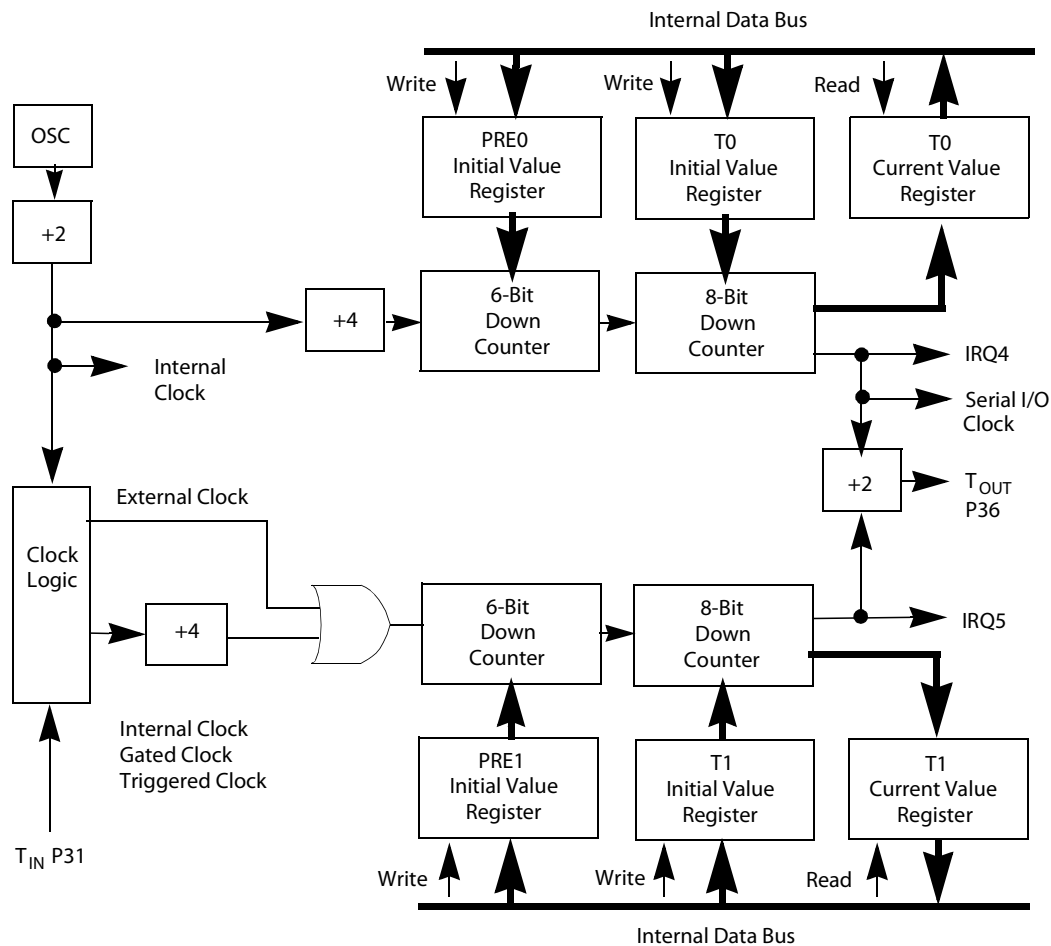 Internal Data Bus
Write
Write
Read
OSC
PRE0
Initial Value
Register
T0
Initial Value
Register
T0
Current Value
Register
+2
+4
6-Bit
Down
Counter
8-Bit
Down
Counter
Internal
Clock
IRQ4
Serial I/O
Clock
+2
TOUT
P36
External Clock
Clock
Logic
+4
6-Bit
Down
Counter
8-Bit
Down
Counter
IRQ5
Internal Clock
Gated Clock
Triggered Clock
PRE1
Initial Value
Register
T1
Initial Value
Register
T1
Current Value
Register
TIN P31
Write
Write
Read
Internal Data Bus